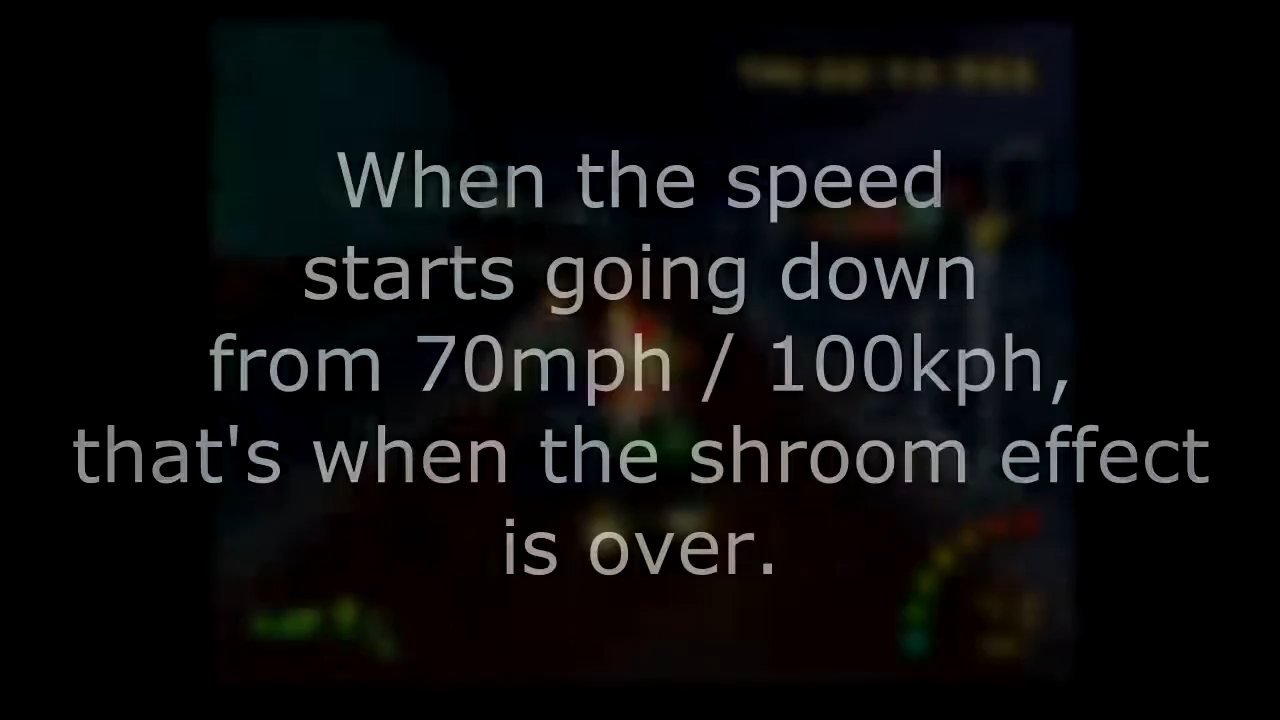 When the speed
starts going down
from 70mph / 100kph,
that's when the shroom effect
is over.